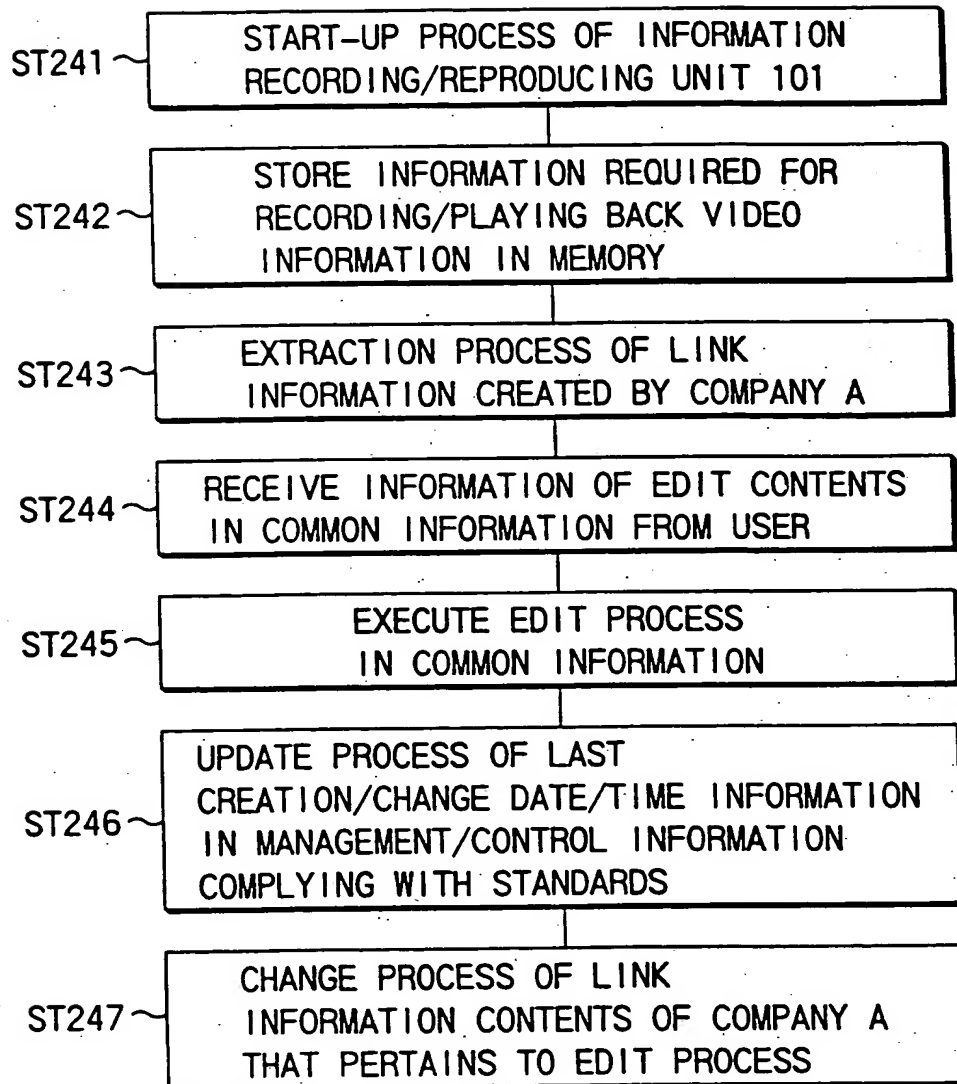 ST241
START-UP PROCESS OF INFORMATION
RECORDING/REPRODUCING UNIT 101
ST242
STORE INFORMATION REQUIRED FOR
RECORDING/PLAYING BACK VIDEO
INFORMATION IN MEMORY
ST243
EXTRACTION PROCESS OF LINK
INFORMATION CREATED BY COMPANY A
ST244
RECEIVE INFORMATION OF EDIT CONTENTS
IN COMMON INFORMATION FROM USER
ST245
EXECUTE EDIT PROCESS
IN COMMON INFORMATION
ST246
UPDATE PROCESS OF LAST
CREATION/CHANGE DATE/TIME INFORMATION
IN MANAGEMENT/CONTROL INFORMATION
COMPLYING WITH STANDARDS
ST247
CHANGE PROCESS OF LINK
INFORMATION CONTENTS OF COMPANY A
THAT PERTAINS TO EDIT PROCESS